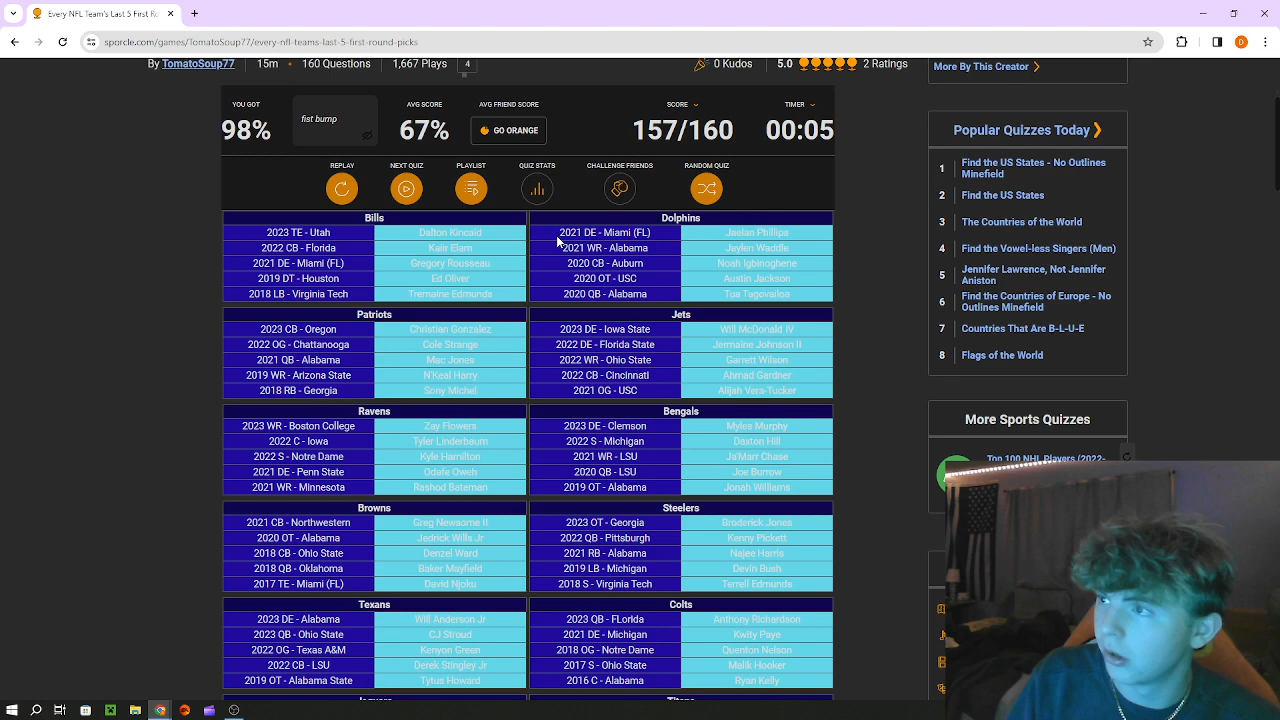 Every NFL Team's Last 5 First Ro
sporcle.com/games/TomatoSoup77/every-nfl-teams-last-5-first-round-picks
D
By TomatoSoup77 15m • 160 Questions 1,667 Plays 4 0 Kudos 5.0 2 Ratings
More By This Creator
YOU GOT AVG SCORE AVG FRIEND SCORE SCORE TIMER
98% fist bump 67% GO ORANGE 157/160 00:05
REPLAY NEXT QUIZ PLAYLIST QUIZ STATS CHALLENGE FRIENDS RANDOM QUIZ
Bills
2023 TE - Utah Dalton Kincaid
2022 CB - Florida Kaiir Elam
2021 DE - Miami (FL) Gregory Rousseau
2019 DT - Houston Ed Oliver
2018 LB - Virginia Tech Tremaine Edmunds
Dolphins
2021 DE - Miami (FL) Jaelan Phillips
2021 WR - Alabama Jaylen Waddle
2020 CB - Auburn Noah Igbinoghene
2020 OT - USC Austin Jackson
2020 QB - Alabama Tua Tagovailoa
Patriots
2023 CB - Oregon Christian Gonzalez
2022 OG - Chattanooga Cole Strange
2021 QB - Alabama Mac Jones
2019 WR - Arizona State N'Keal Harry
2018 RB - Georgia Sony Michel
Jets
2023 DE - Iowa State Will McDonald IV
2022 DE - Florida State Jermaine Johnson II
2022 WR - Ohio State Garrett Wilson
2022 CB - Cincinnati Ahmad Gardner
2021 OG - USC Alijah Vera-Tucker
Ravens
2023 WR - Boston College Zay Flowers
2022 C - Iowa Tyler Linderbaum
2022 S - Notre Dame Kyle Hamilton
2021 DE - Penn State Odafe Oweh
2021 WR - Minnesota Rashod Bateman
Bengals
2023 DE - Clemson Myles Murphy
2022 S - Michigan Daxton Hill
2021 WR - LSU Ja'Marr Chase
2020 QB - LSU Joe Burrow
2019 OT - Alabama Jonah Williams
Browns
2021 CB - Northwestern Greg Newsome II
2020 OT - Alabama Jedrick Wills Jr
2018 CB - Ohio State Denzel Ward
2018 QB - Oklahoma Baker Mayfield
2017 TE - Miami (FL) David Njoku
Steelers
2023 OT - Georgia Broderick Jones
2022 QB - Pittsburgh Kenny Pickett
2021 RB - Alabama Najee Harris
2019 LB - Michigan Devin Bush
2018 S - Virginia Tech Terrell Edmunds
Texans
2023 DE - Alabama Will Anderson Jr
2023 QB - Ohio State CJ Stroud
2022 OG - Texas A&M Kenyon Green
2022 CB - LSU Derek Stingley Jr
2019 OT - Alabama State Tytus Howard
Colts
2023 QB - FLorida Anthony Richardson
2021 DE - Michigan Kwity Paye
2018 OG - Notre Dame Quenton Nelson
2017 S - Ohio State Malik Hooker
2016 C - Alabama Ryan Kelly
Popular Quizzes Today
1 Find the US States - No Outlines
Minefield
2 Find the US States
3 The Countries of the World
4 Find the Vowel-less Singers (Men)
5 Jennifer Lawrence, Not Jennifer
Aniston
6 Find the Countries of Europe - No
Outlines Minefield
7 Countries That Are B-L-U-E
8 Flags of the World
More Sports Quizzes
Top 100 NHL Players (2022-